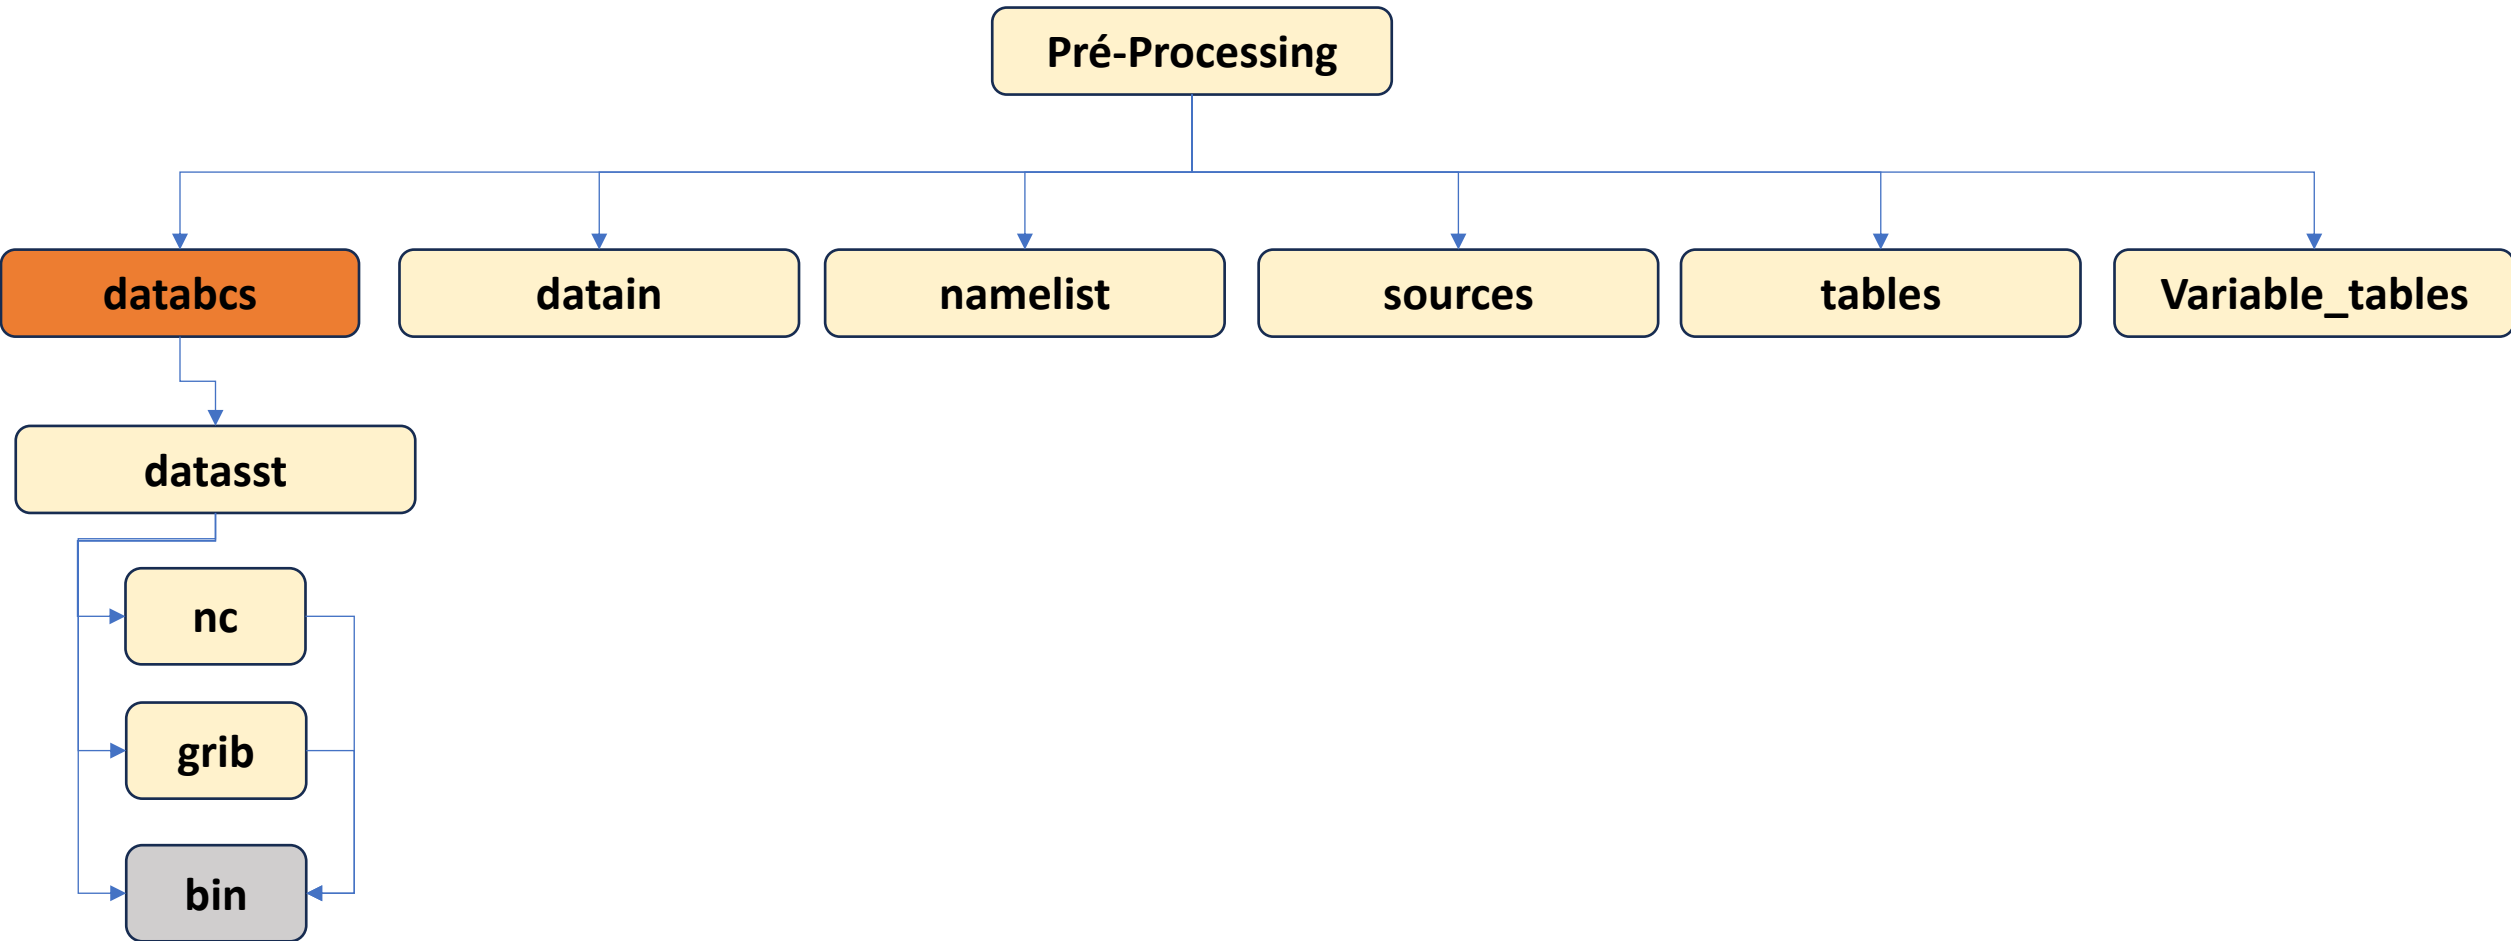 Pré-Processing
databcs
datain
namelist
sources
tables
Variable_tables
datasst
nc
grib
bin